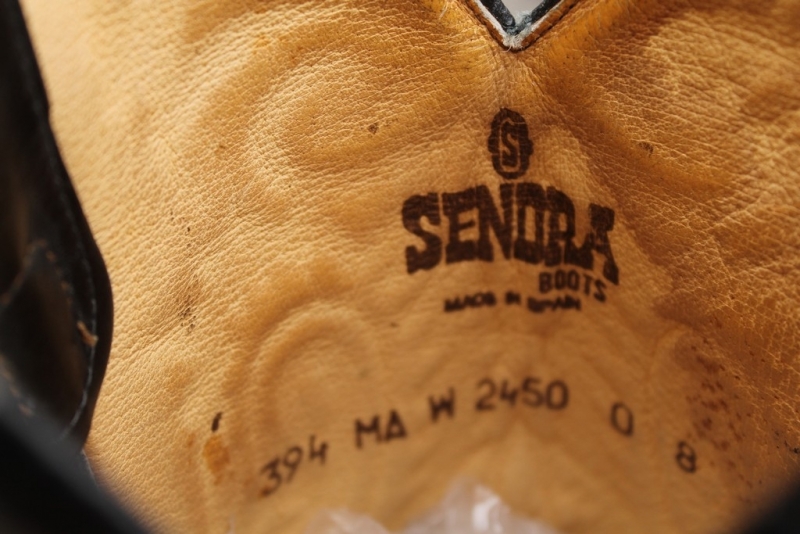 S
SENDRA
BOOTS
MADE IN SPAIN
394 MA W 2450 0 8